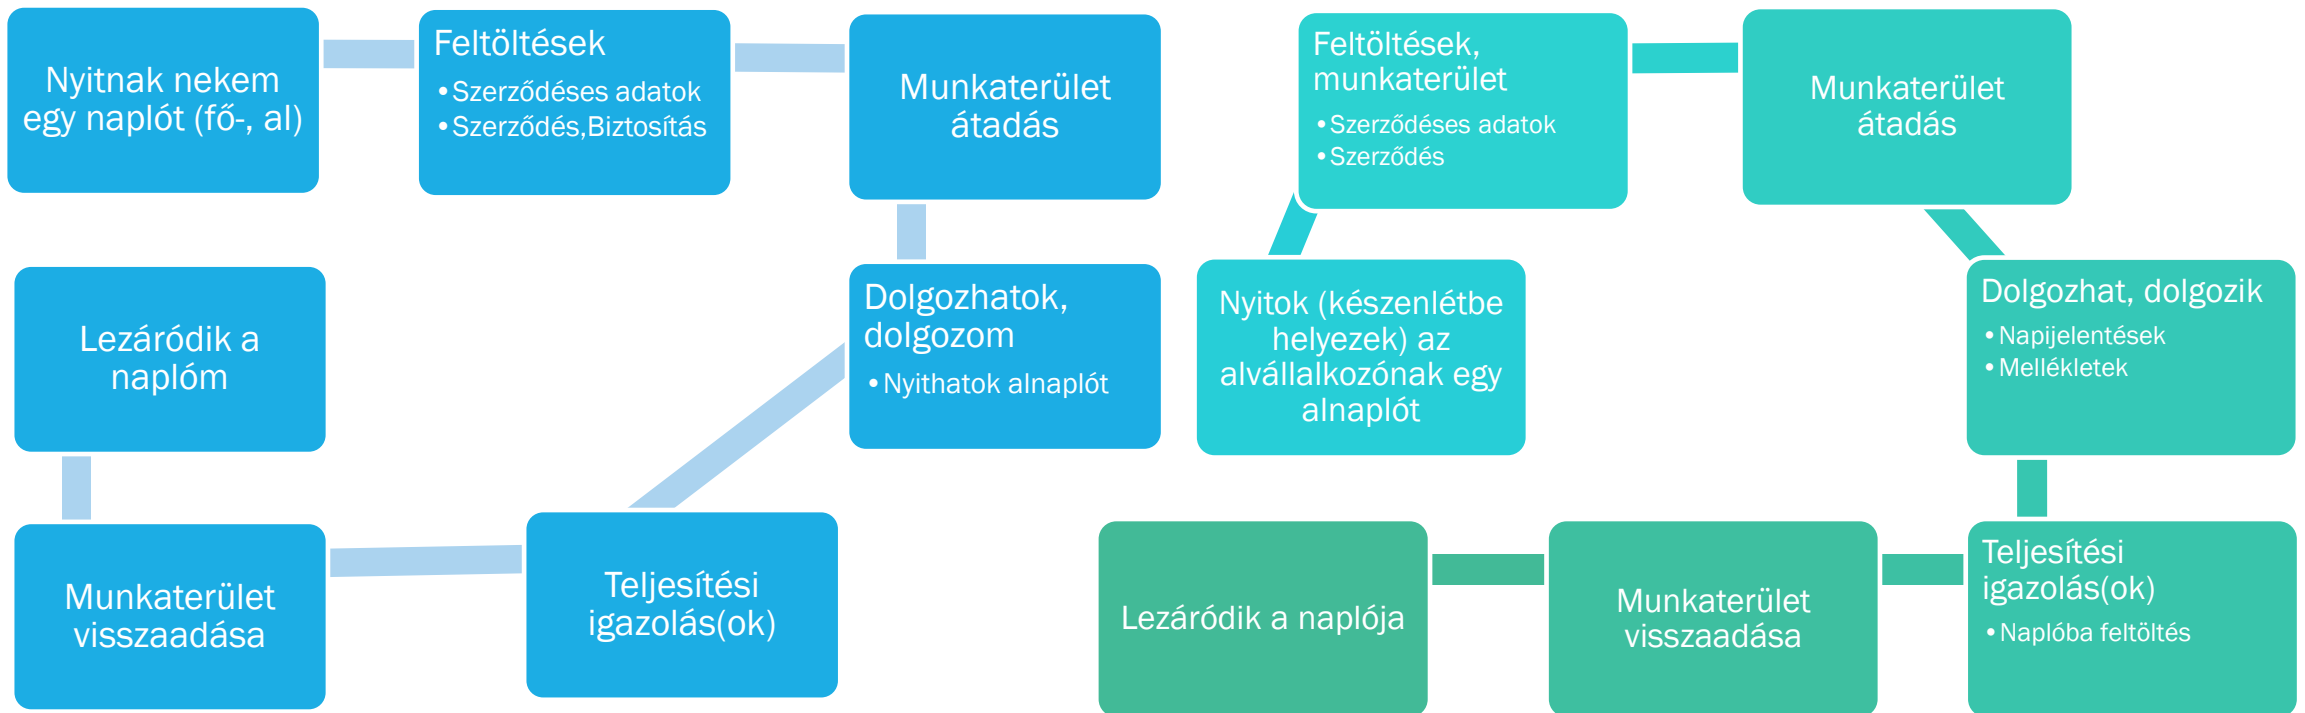 Nyitnak nekem
egy naplót (fő-, al)
Feltöltések
•Szerződéses adatok
•Szerződés,Biztosítás
Munkaterület
átadás
Dolgozhatok,
dolgozom
•Nyithatok alnaplót
Teljesítési
igazolás(ok)
Munkaterület
visszaadása
Lezáródik a
naplóm
Nyitok (készenlétbe
helyezek) az
alvállalkozónak egy
alnaplót
Feltöltések,
munkaterület
•Szerződéses adatok
•Szerződés
Munkaterület
átadás
Dolgozhat, dolgozik
•Napijelentések
•Mellékletek
Teljesítési
igazolás(ok)
•Naplóba feltöltés
Munkaterület
visszaadása
Lezáródik a naplója